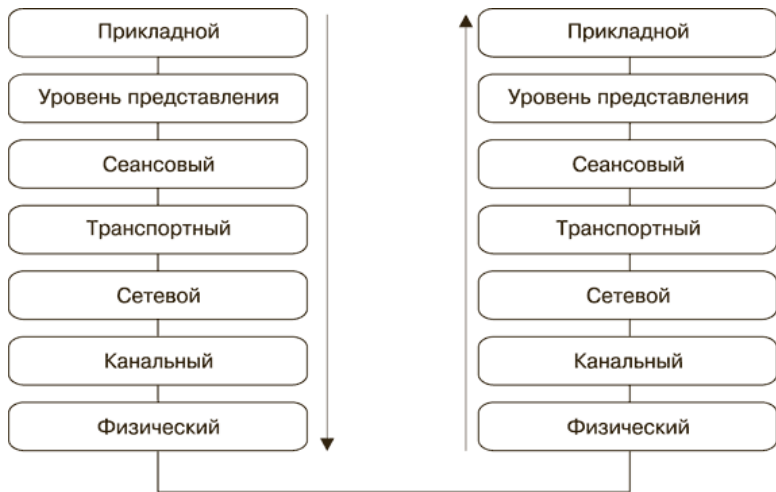 Прикладной
Уровень представления
Сеансовый
Транспортный
Сетевой
Канальный
Физический
Прикладной
Уровень представления
Сеансовый
Транспортный
Сетевой
Канальный
Физический